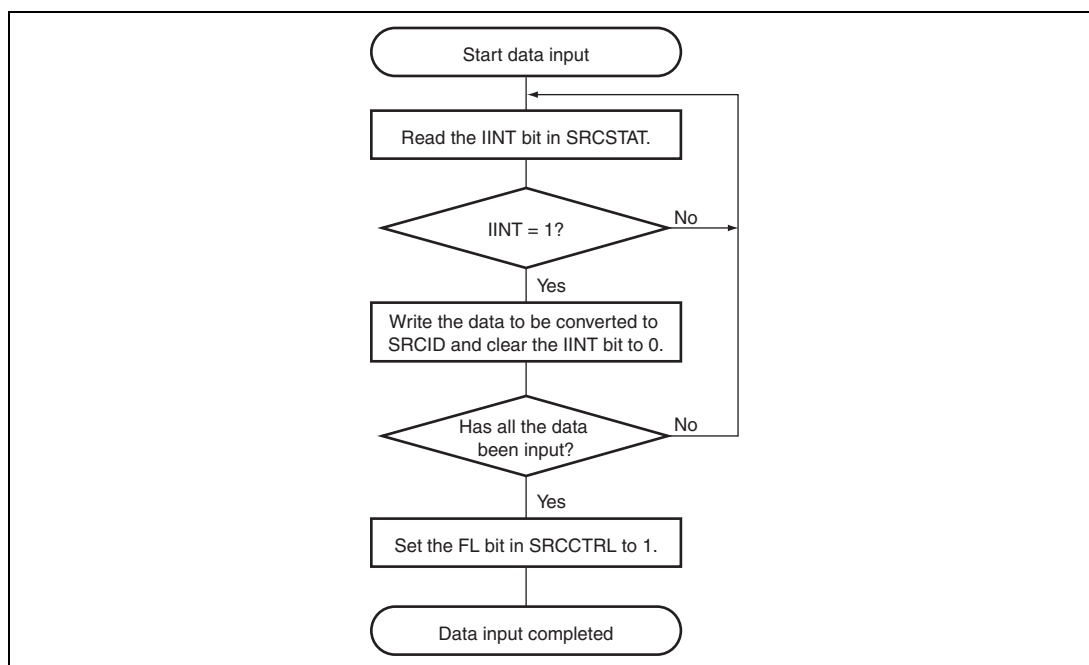 Start data input
Read the IINT bit in SRCSTAT.
IINT = 1?
No
Yes
Write the data to be converted to
SRCID and clear the IINT bit to 0.
Has all the data
been input?
No
Yes
Set the FL bit in SRCCTRL to 1.
Data input completed